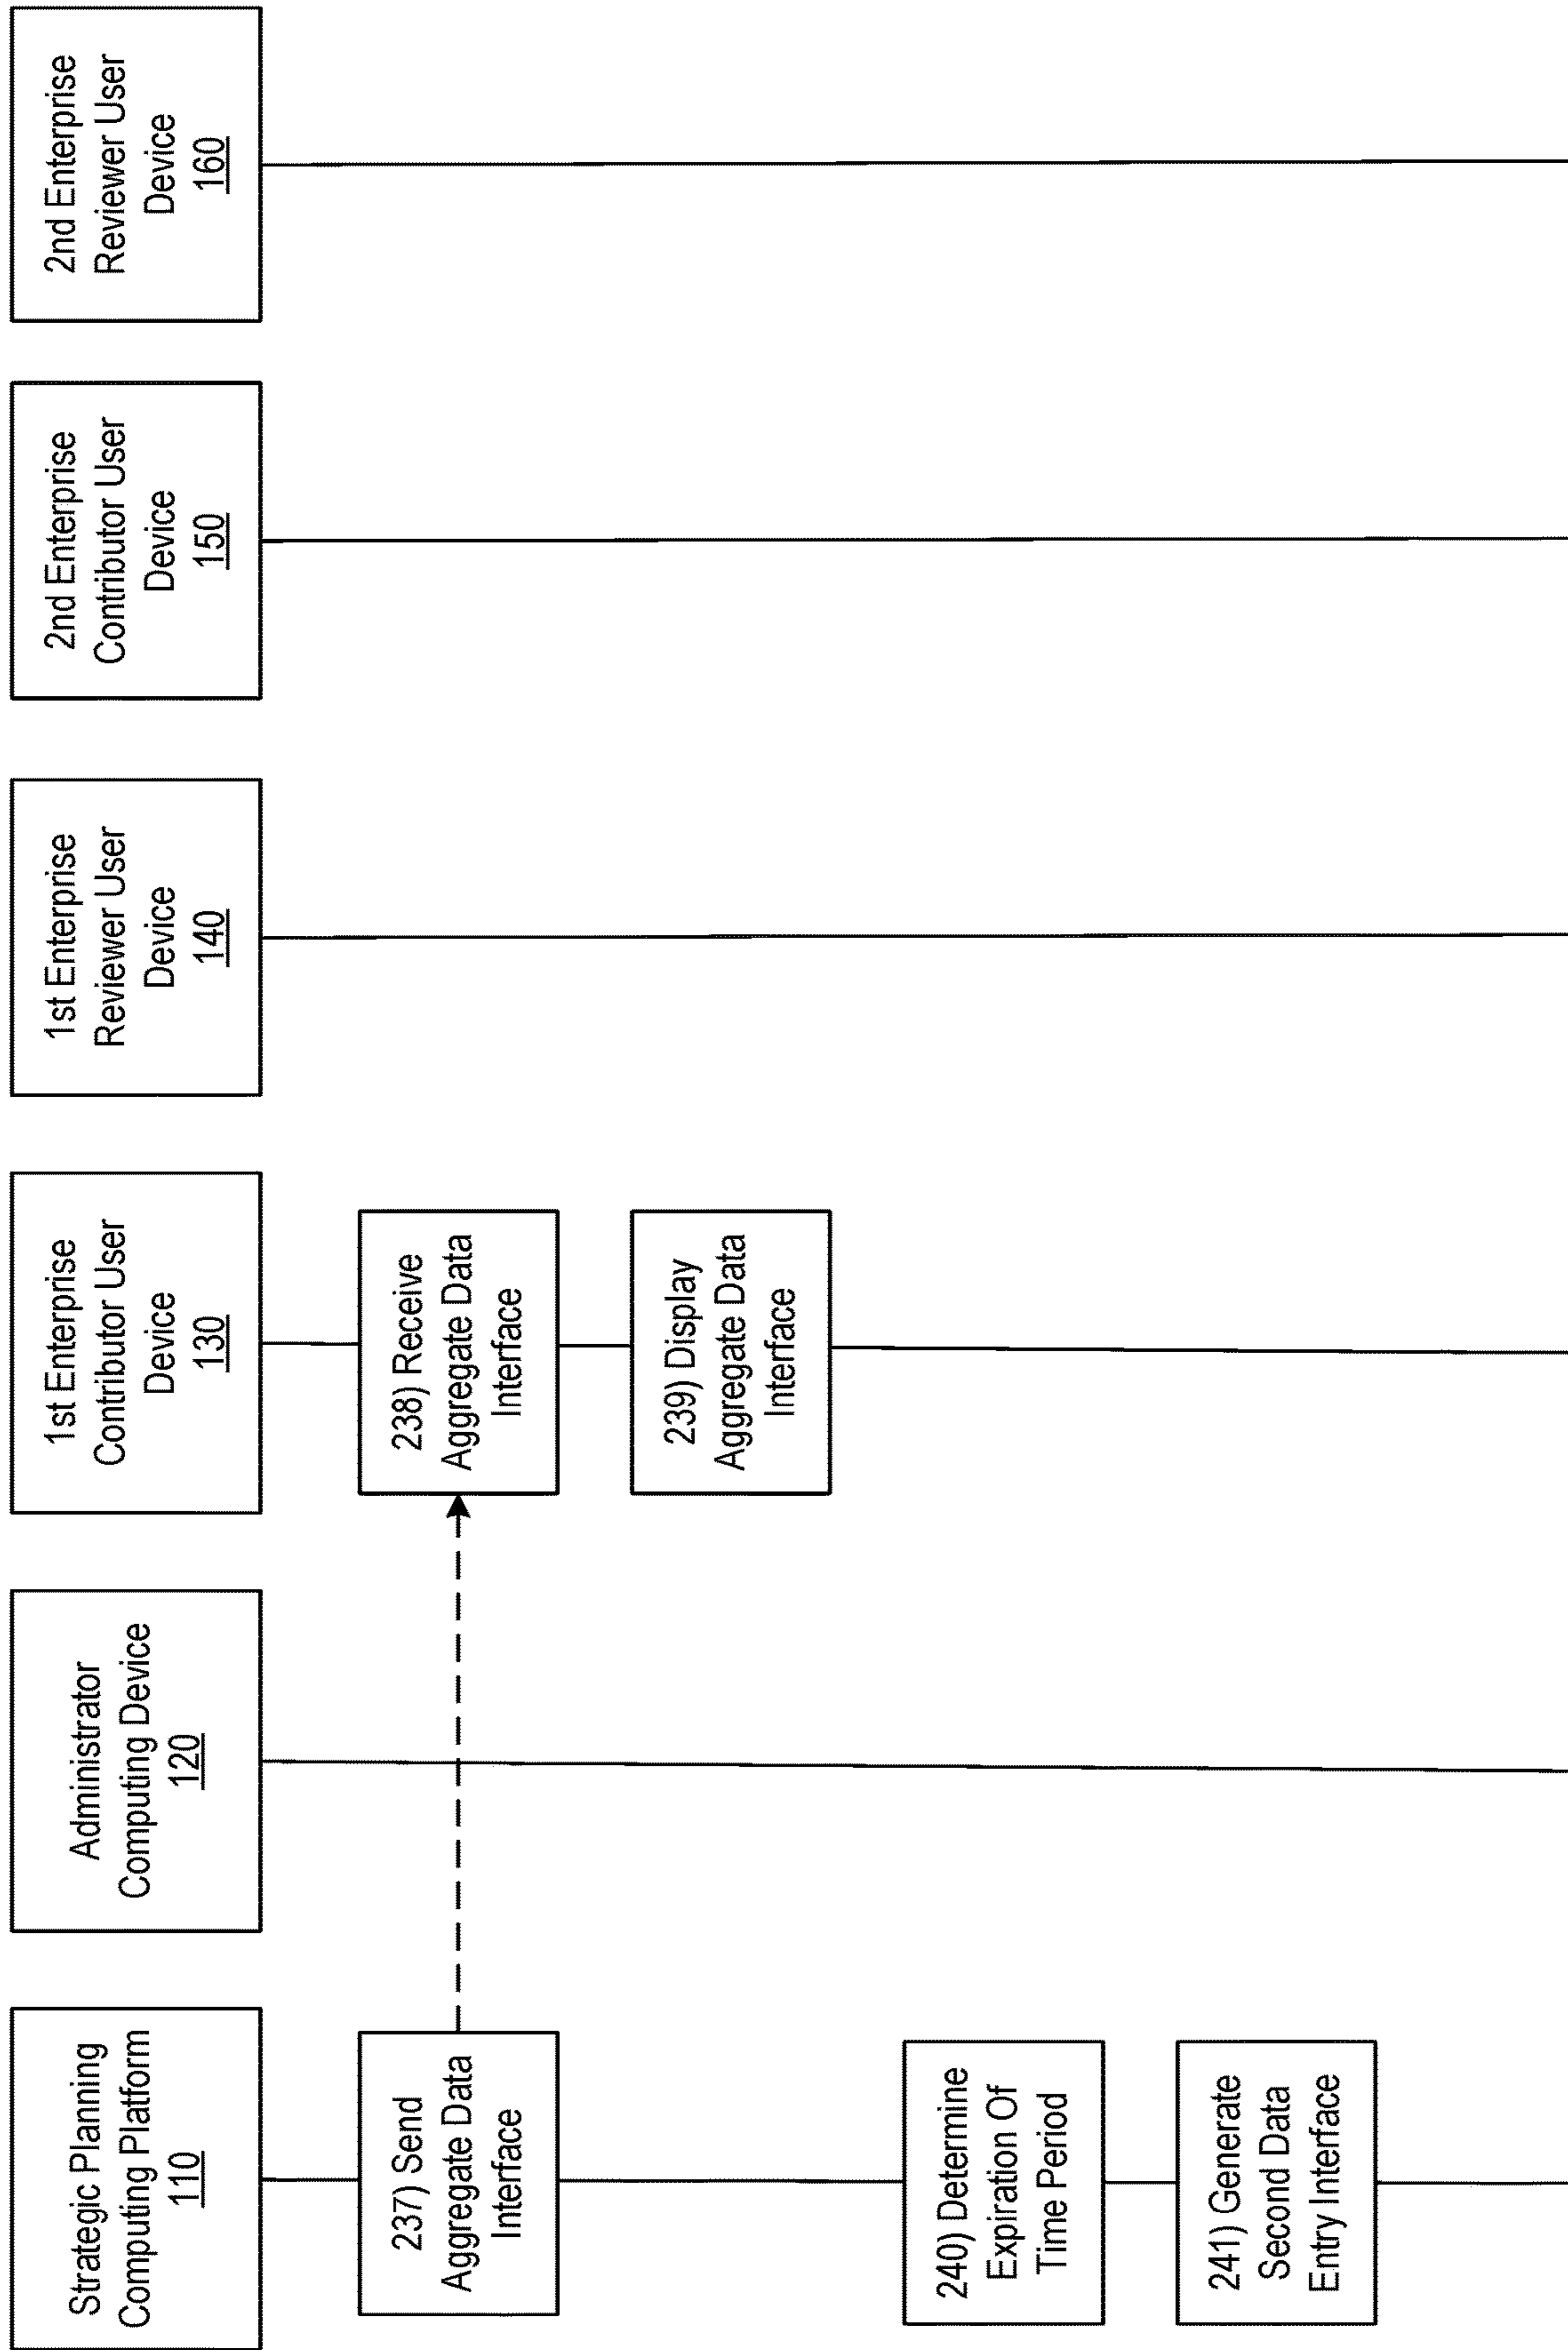 Strategic Planning
Computing Platform
110
Administrator
Computing Device
120
1st Enterprise
Contributor User
Device
130
1st Enterprise
Reviewer User
Device
140
2nd Enterprise
Contributor User
Device
150
2nd Enterprise
Reviewer User
Device
160
237) Send
Aggregate Data
Interface
238) Receive
Aggregate Data
Interface
239) Display
Aggregate Data
Interface
240) Determine
Expiration Of
Time Period
241) Generate
Second Data
Entry Interface